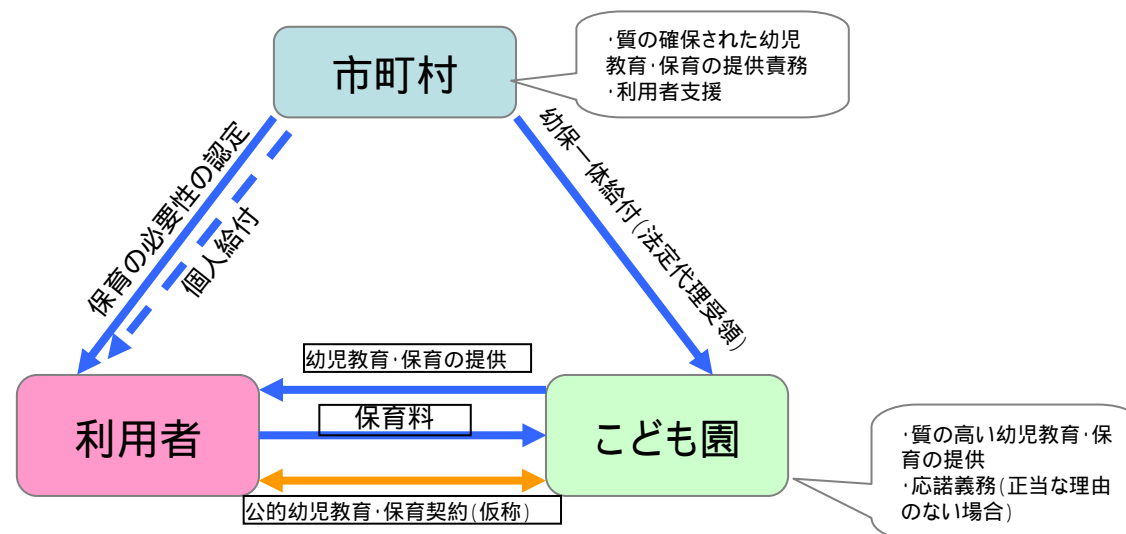 市町村
・質の確保された幼児
教育・保育の提供責務
・利用者支援
保育の必要性の認定
個人給付
幼保一体給付(法定代理受領)
幼児教育・保育の提供
保育料
公的幼児教育・保育契約(仮称)
利用者
こども園
・質の高い幼児教育・保
育の提供
・応諾義務(正当な理由
のない場合)